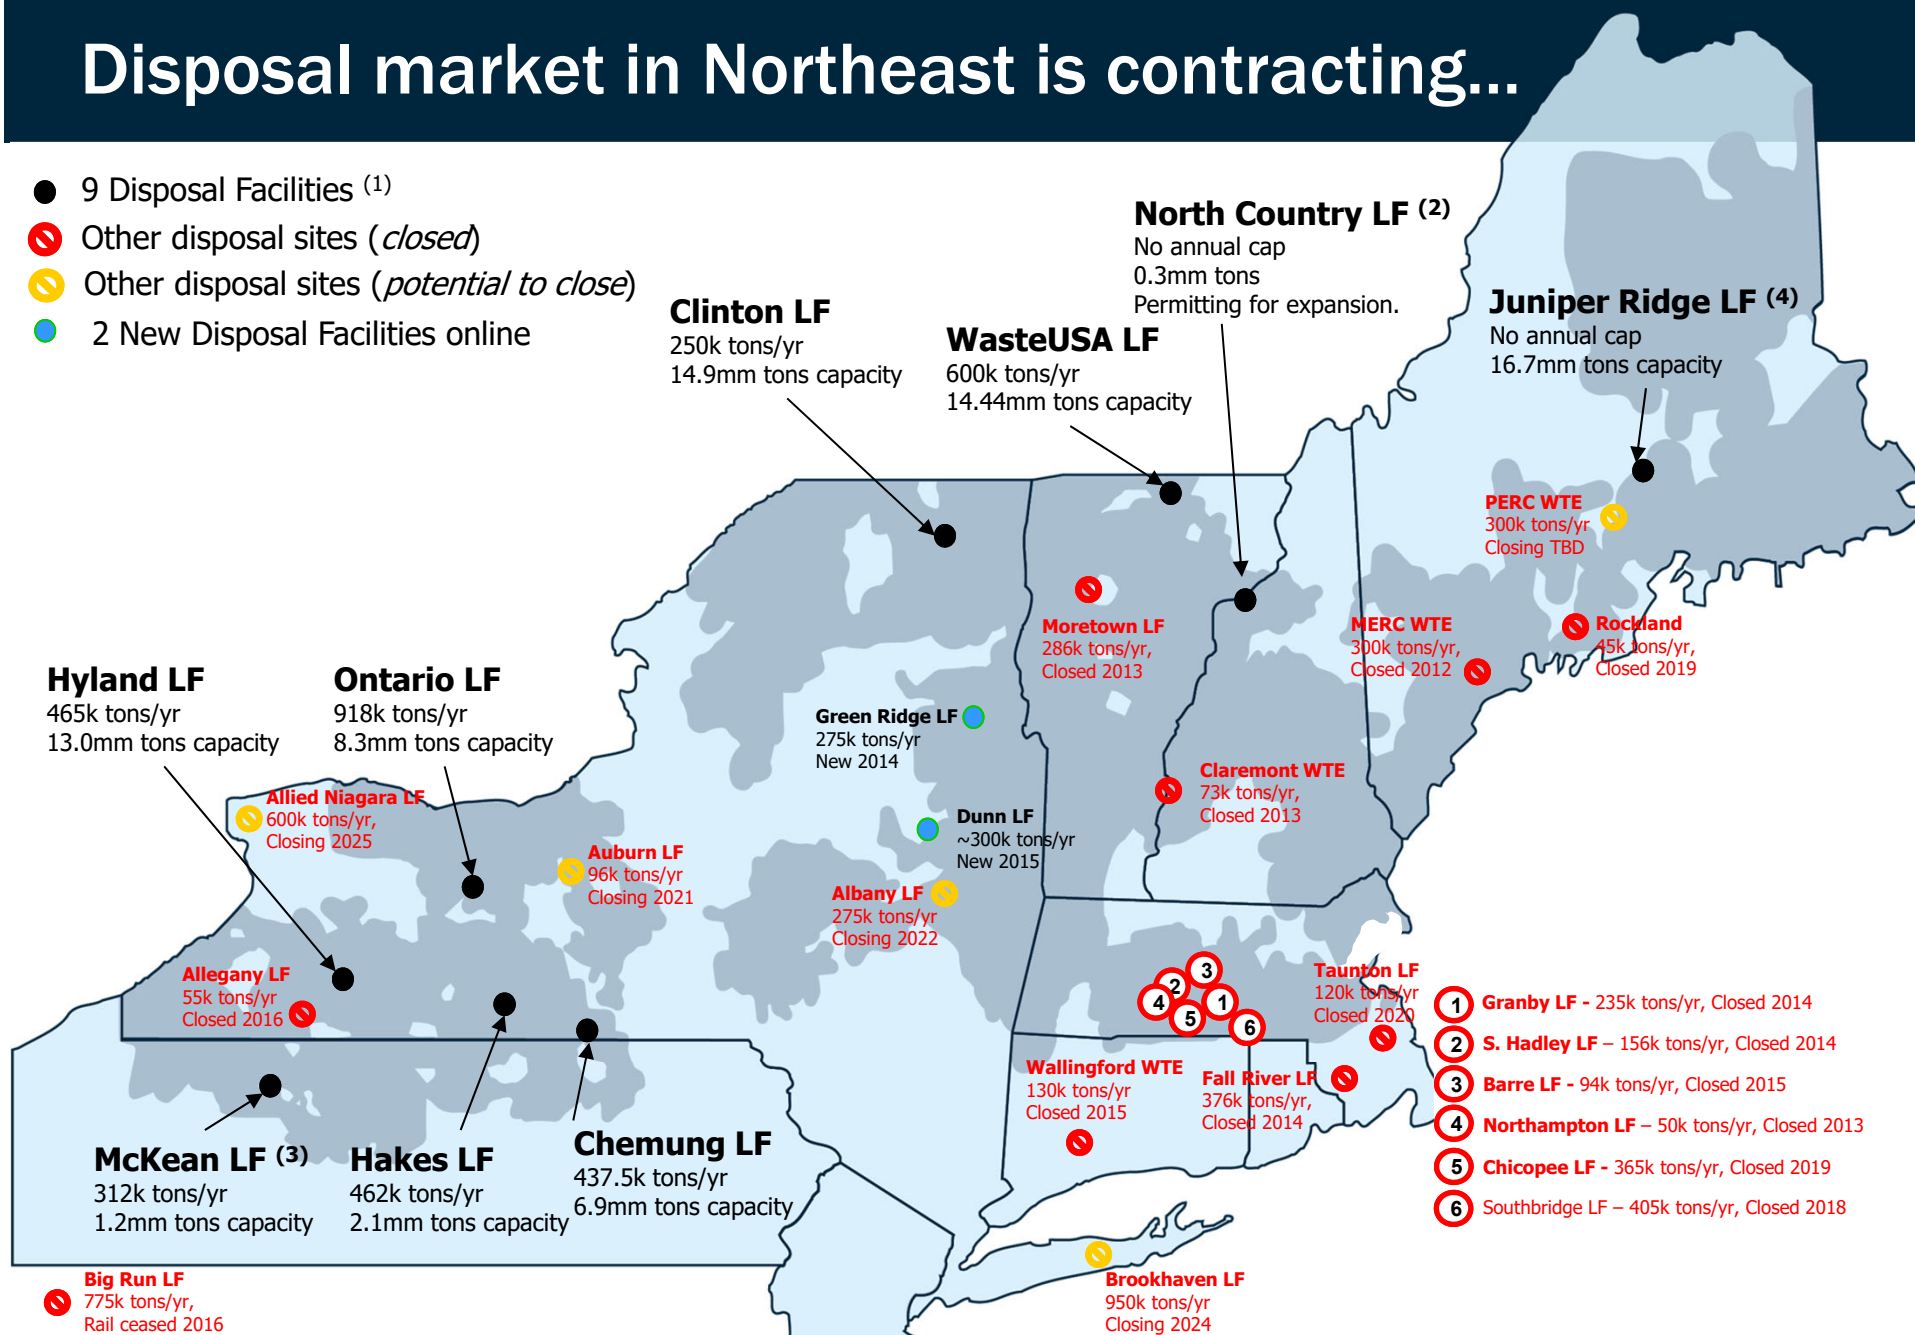 Disposal market in Northeast is contracting...
9 Disposal Facilities (1)
Other disposal sites (closed)
Other disposal sites (potential to close)
2 New Disposal Facilities online
North Country LF (2)
No annual cap
0.3mm tons
Permitting for expansion.
Juniper Ridge LF (4)
No annual cap
16.7mm tons capacity
Clinton LF
250k tons/yr
14.9mm tons capacity
WasteUSA LF
600k tons/yr
14.44mm tons capacity
PERC WTE
300k tons/yr
Closing TBD
Moretown LF
286k tons/yr,
Closed 2013
MERC WTE
300k tons/yr,
Closed 2012
Rockland
45k tons/yr,
Closed 2019
Hyland LF
465k tons/yr
13.0mm tons capacity
Ontario LF
918k tons/yr
8.3mm tons capacity
Green Ridge LF
275k tons/yr
New 2014
Claremont WTE
73k tons/yr,
Closed 2013
Allied Niagara LF
600k tons/yr,
Closing 2025
Dunn LF
~300k tons/yr
New 2015
Auburn LF
96k tons/yr
Closing 2021
Albany LF
275k tons/yr
Closing 2022
Allegany LF
55k tons/yr
Closed 2016
3
2
4
1
5
6
Taunton LF
120k tons/yr
Closed 2020
1 Granby LF - 235k tons/yr, Closed 2014
2 S. Hadley LF – 156k tons/yr, Closed 2014
3 Barre LF - 94k tons/yr, Closed 2015
4 Northampton LF – 50k tons/yr, Closed 2013
5 Chicopee LF - 365k tons/yr, Closed 2019
6 Southbridge LF – 405k tons/yr, Closed 2018
Wallingford WTE
130k tons/yr
Closed 2015
Fall River LF
376k tons/yr,
Closed 2014
McKean LF (3)
312k tons/yr
1.2mm tons capacity
Hakes LF
462k tons/yr
2.1mm tons capacity
Chemung LF
437.5k tons/yr
6.9mm tons capacity
Big Run LF
775k tons/yr,
Rail ceased 2016
Brookhaven LF
950k tons/yr
Closing 2024